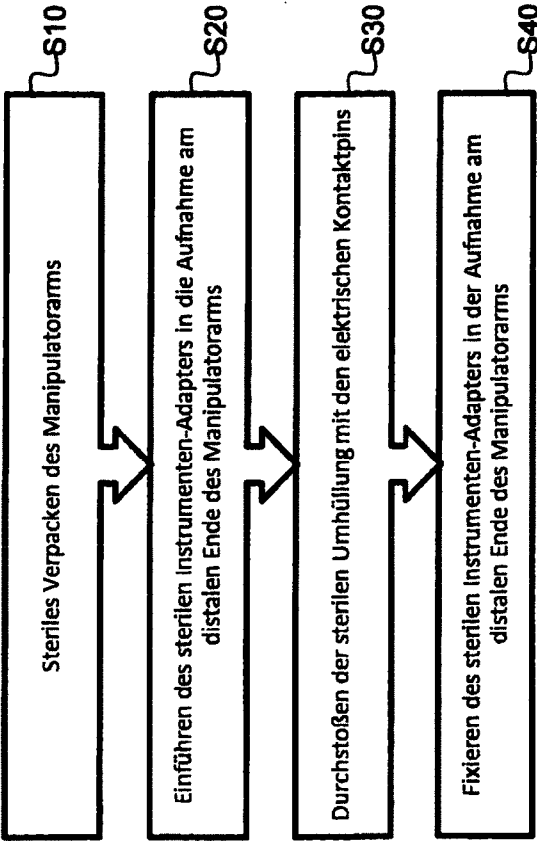 Steriles Verpacken des Manipulatorarms
S10
Einführen des sterilen Instrumenten-Adapters in die Aufnahme am
distalen Ende des Manipulatorarms
S20
Durchstoßen der sterilen Umhüllung mit den elektrischen Kontaktpins
S30
Fixieren des sterilen Instrumenten-Adapters in der Aufnahme am
distalen Ende des Manipulatorarms
S40